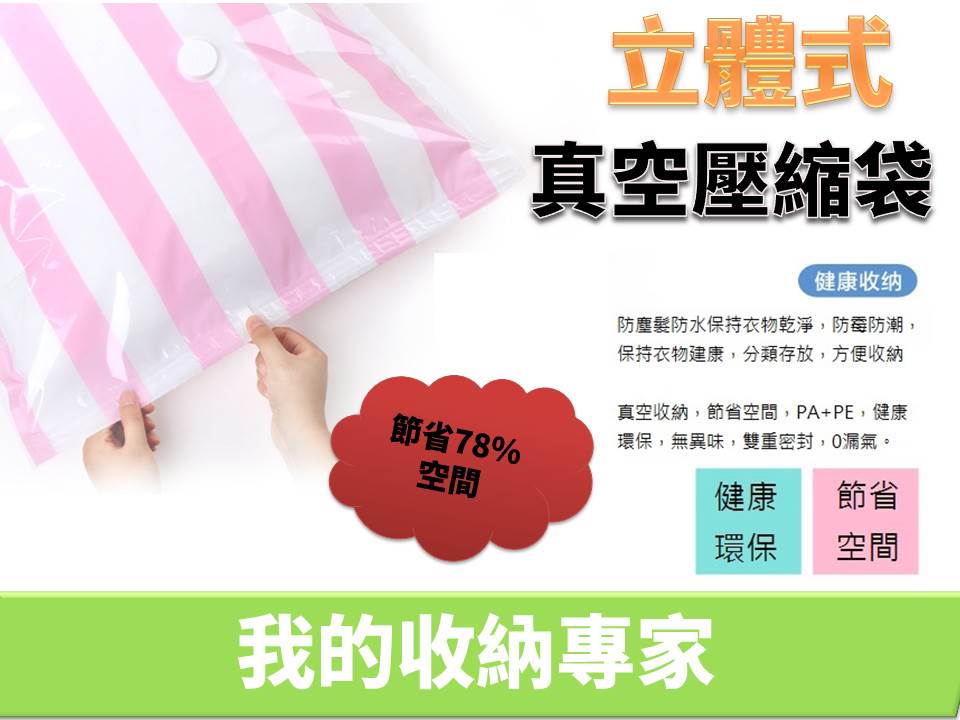 立體式
真空壓縮袋
健康收纳
防塵髮防水保持衣物乾淨，防霉防潮，
保持衣物建康，分類存放，方便收納
真空收納，節省空間，PA+PE，健康
環保，無異味，雙重密封，0漏氣。
節省78%
空間
健康
環保
節省
空間
我的收納專家